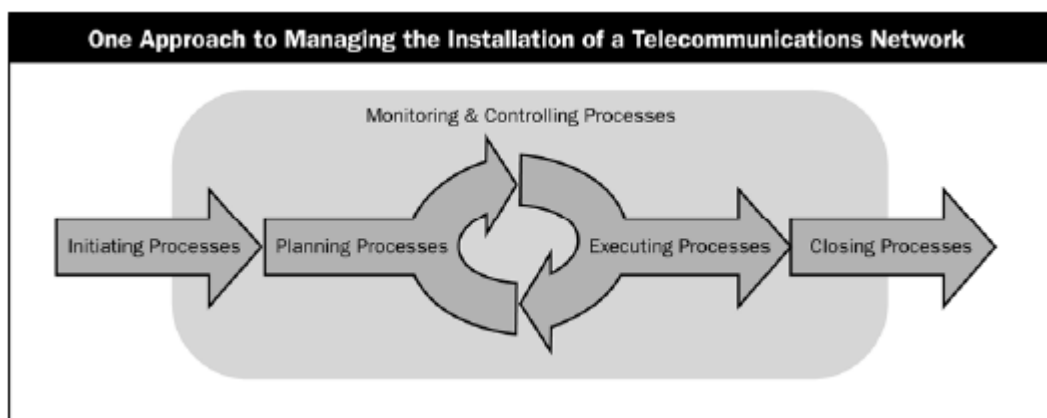 One Approach to Managing the Installation of a Telecommunications Network
Monitoring & Controlling Processes
Initiating Processes
Planning Processes
Executing Processes
Closing Processes